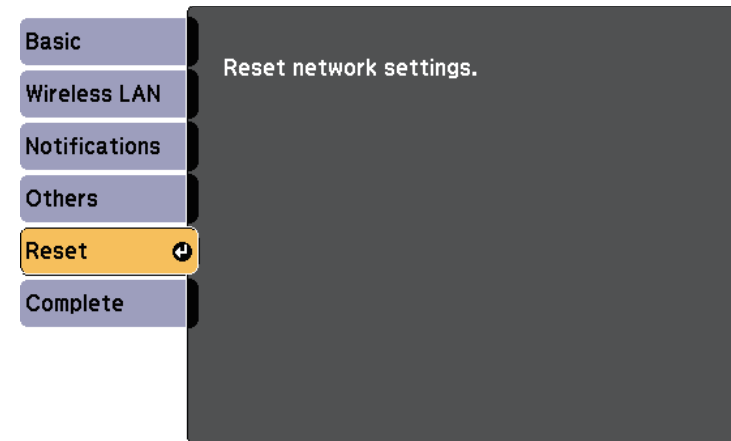 Basic
Wireless LAN
Notifications
Others
Reset
Complete
Reset network settings.